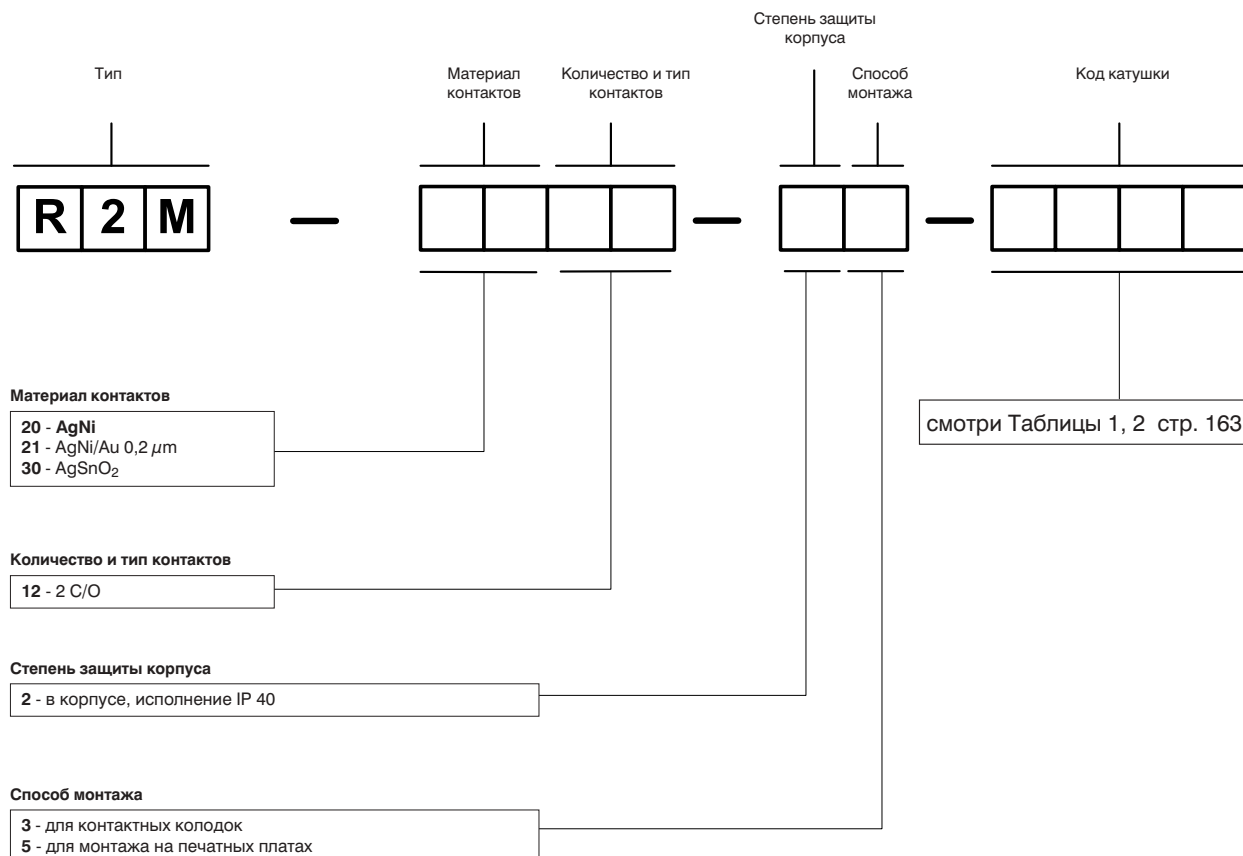 Степень защиты
корпуса
Тип
Материал
контактов
Количество и тип
контактов
Способ
монтажа
Код катушки
R 2 M — — —
Материал контактов
20 - AgNi
21 - AgNi/Au 0,2 μm
30 - AgSnO₂
смотри Таблицы 1, 2 стр. 163
Количество и тип контактов
12 - 2 C/O
Степень защиты корпуса
2 - в корпусе, исполнение IP 40
Способ монтажа
3 - для контактных колодок
5 - для монтажа на печатных платах